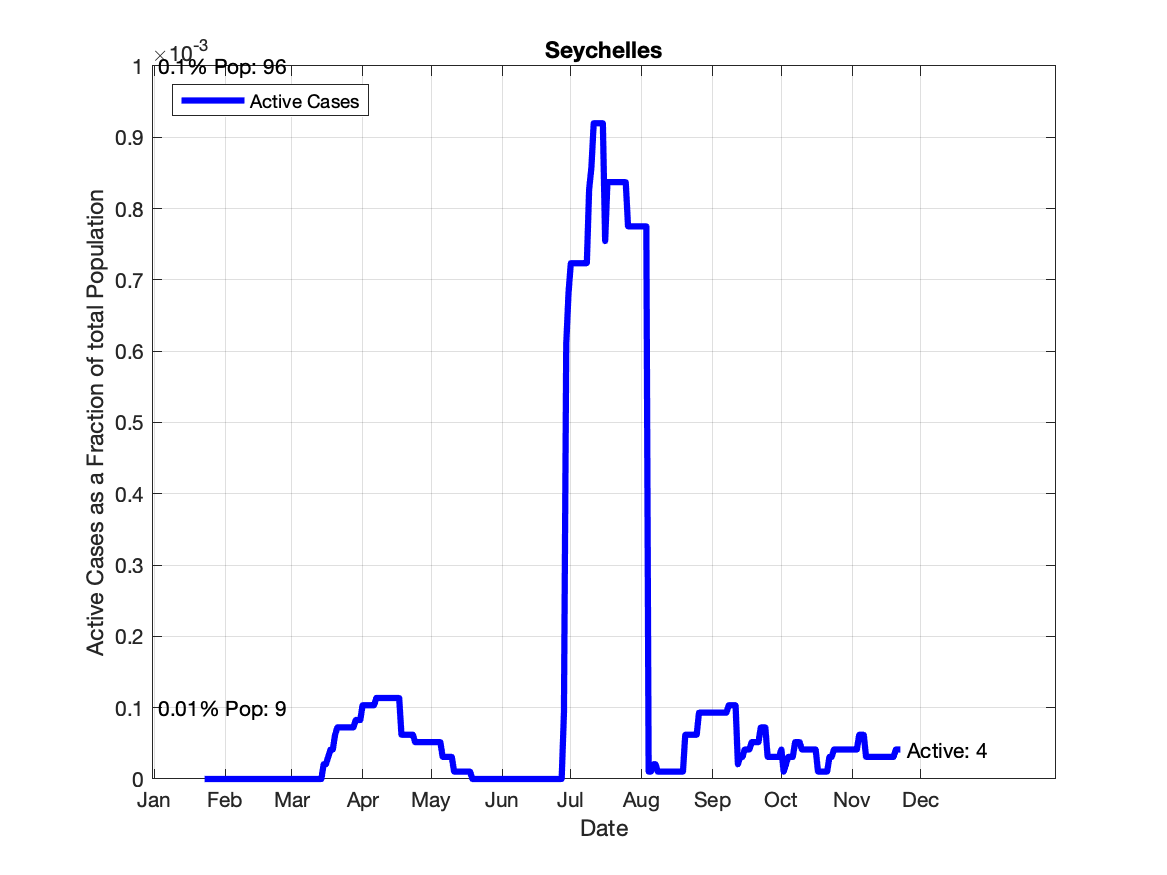 Seychelles
×10-3
1
0.1% Pop: 96
Active Cases
0.9
0.8
0.7
0.6
0.5
0.4
0.3
0.2
0.1
0.01% Pop: 9
Active: 4
0
Active Cases as a Fraction of total Population
Jan Feb Mar Apr May Jun Jul Aug Sep Oct Nov Dec
Date